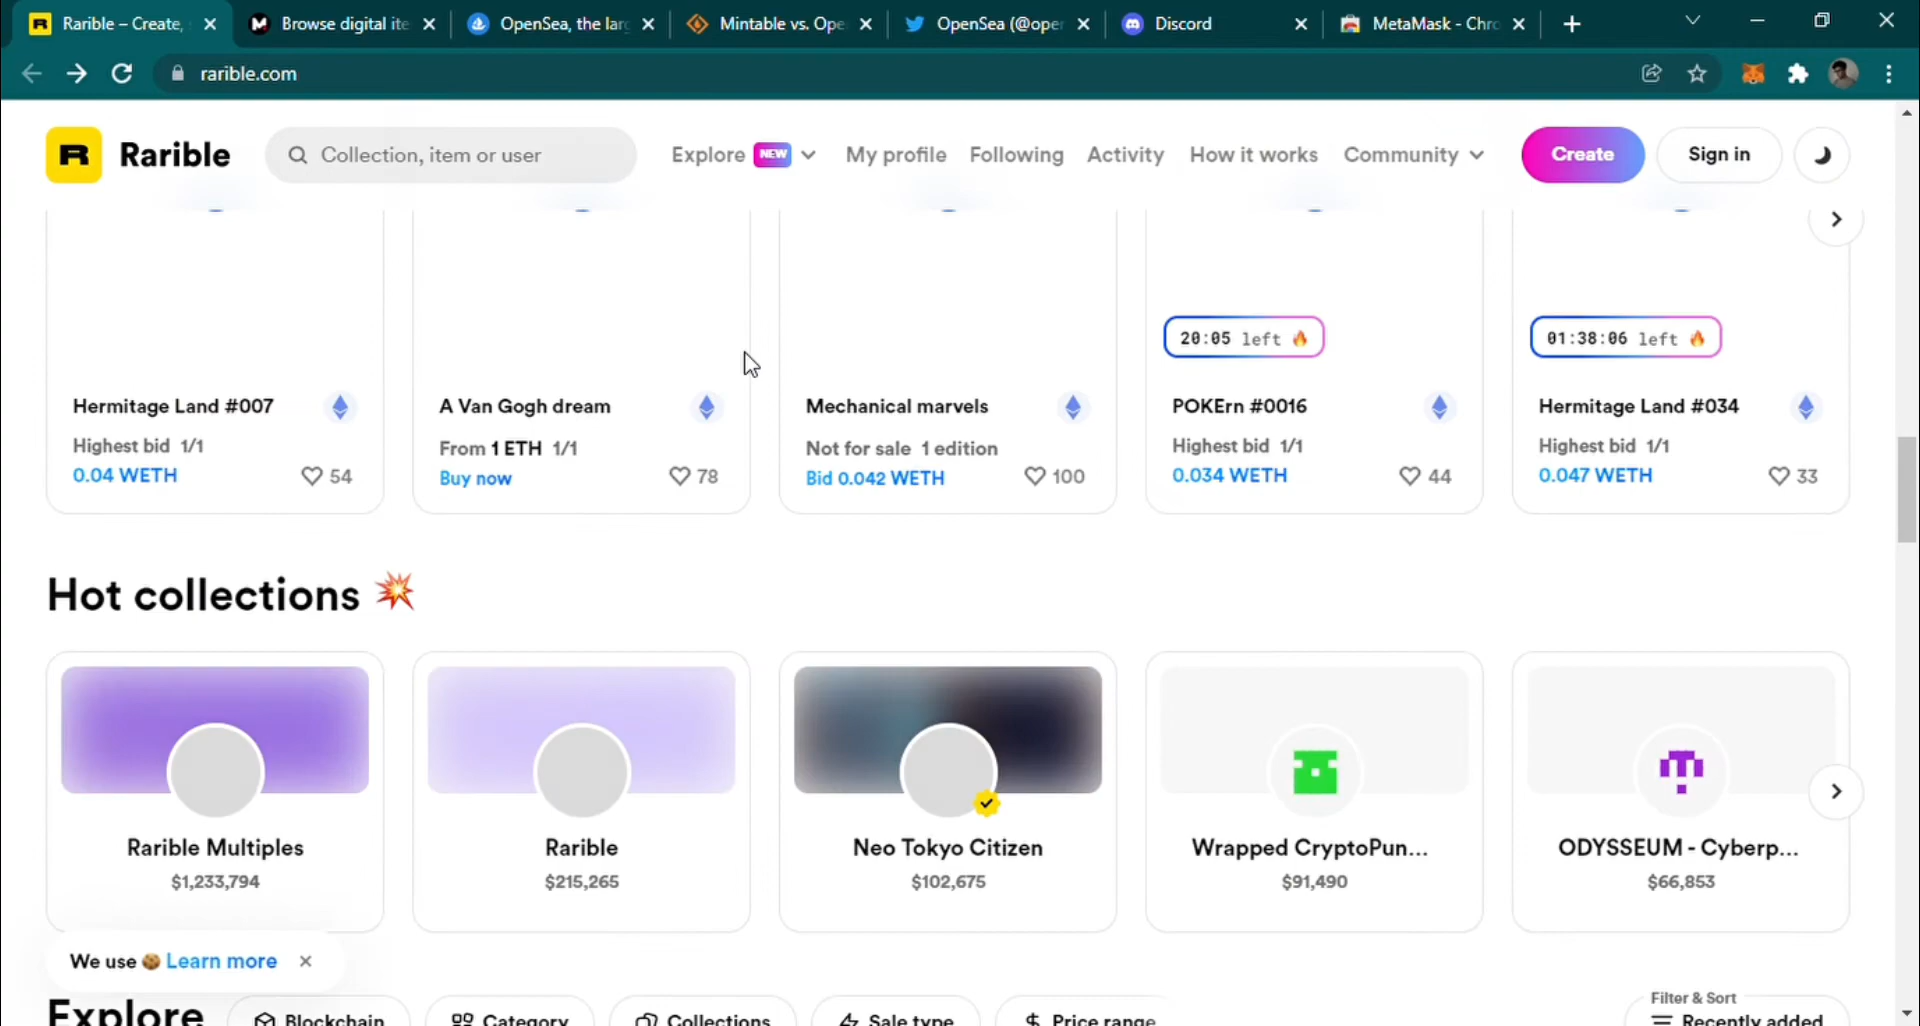 Rarible – Create,
Browse digital ite
OpenSea, the lar
Mintable vs. Ope
OpenSea (@oper
Discord
MetaMask - Chro
rarible.com
R Rarible
Collection, item or user
Explore NEW
My profile
Following
Activity
How it works
Community
Create
Sign in
20:05 left 🔥
01:38:06 left 🔥
Hermitage Land #007
Highest bid 1/1
0.04 WETH
54
A Van Gogh dream
From 1 ETH 1/1
Buy now
78
Mechanical marvels
Not for sale 1 edition
Bid 0.042 WETH
100
POKErn #0016
Highest bid 1/1
0.034 WETH
44
Hermitage Land #034
Highest bid 1/1
0.047 WETH
33
Hot collections 💥
Rarible Multiples
$1,233,794
Rarible
$215,265
Neo Tokyo Citizen
$102,675
Wrapped CryptoPun...
$91,490
ODYSSEUM - Cyberp...
$66,853
We use 🍪 Learn more
Explore
Blockchain
Category
Collections
Sale type
$ Price range
Filter & Sort
Recently added